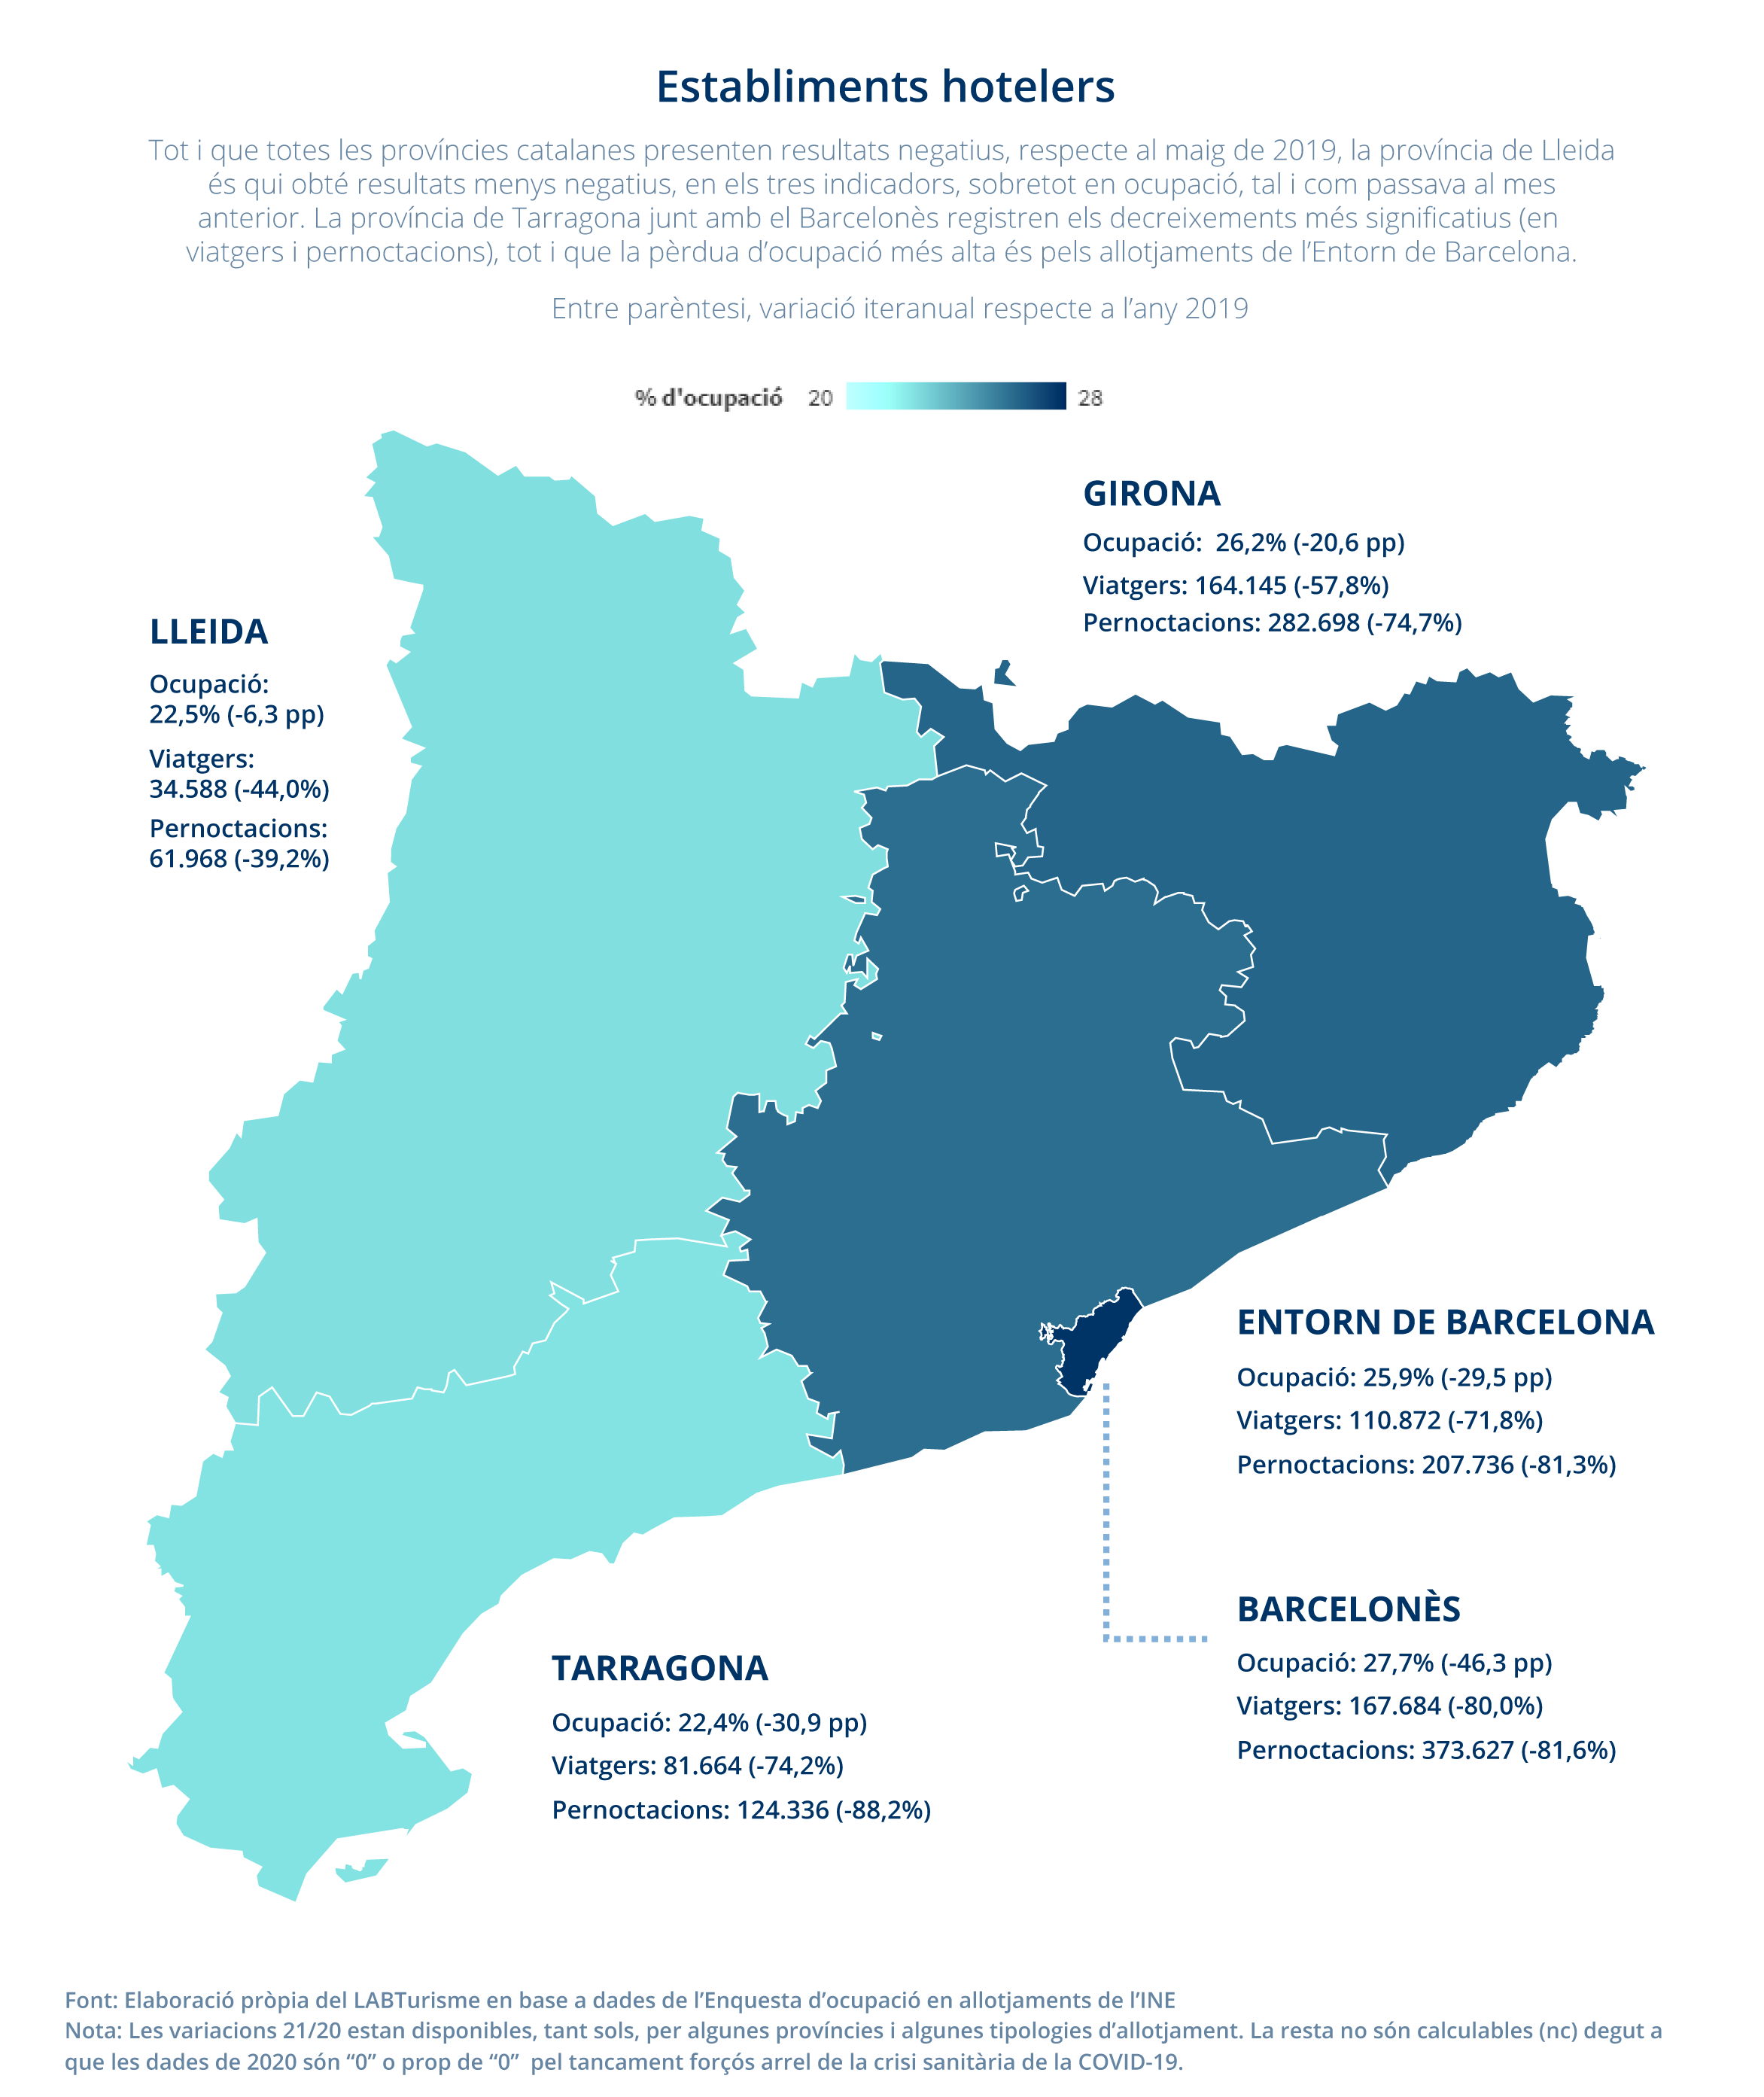 Establiments hotelers
Tot i que totes les províncies catalanes presenten resultats negatius, respecte al maig de 2019, la província de Lleida
és qui obté resultats menys negatius, en els tres indicadors, sobretot en ocupació, tal i com passava al mes
anterior. La província de Tarragona junt amb el Barcelonès registren els decreixements més significatius (en
viatgers i pernoctacions), tot i que la pèrdua d’ocupació més alta és pels allotjaments de l’Entorn de Barcelona.
Entre parèntesi, variació iteranual respecte a l’any 2019
% d'ocupació 20 28
GIRONA
Ocupació: 26,2% (-20,6 pp)
Viatgers: 164.145 (-57,8%)
Pernoctacions: 282.698 (-74,7%)
LLEIDA
Ocupació:
22,5% (-6,3 pp)
Viatgers:
34.588 (-44,0%)
Pernoctacions:
61.968 (-39,2%)
ENTORN DE BARCELONA
Ocupació: 25,9% (-29,5 pp)
Viatgers: 110.872 (-71,8%)
Pernoctacions: 207.736 (-81,3%)
BARCELONÈS
Ocupació: 27,7% (-46,3 pp)
Viatgers: 167.684 (-80,0%)
Pernoctacions: 373.627 (-81,6%)
TARRAGONA
Ocupació: 22,4% (-30,9 pp)
Viatgers: 81.664 (-74,2%)
Pernoctacions: 124.336 (-88,2%)
Font: Elaboració pròpia del LABTurisme en base a dades de l’Enquesta d’ocupació en allotjaments de l’INE
Nota: Les variacions 21/20 estan disponibles, tant sols, per algunes províncies i algunes tipologies d’allotjament. La resta no són calculables (nc) degut a
que les dades de 2020 són “0” o prop de “0” pel tancament forçós arrel de la crisi sanitària de la COVID-19.